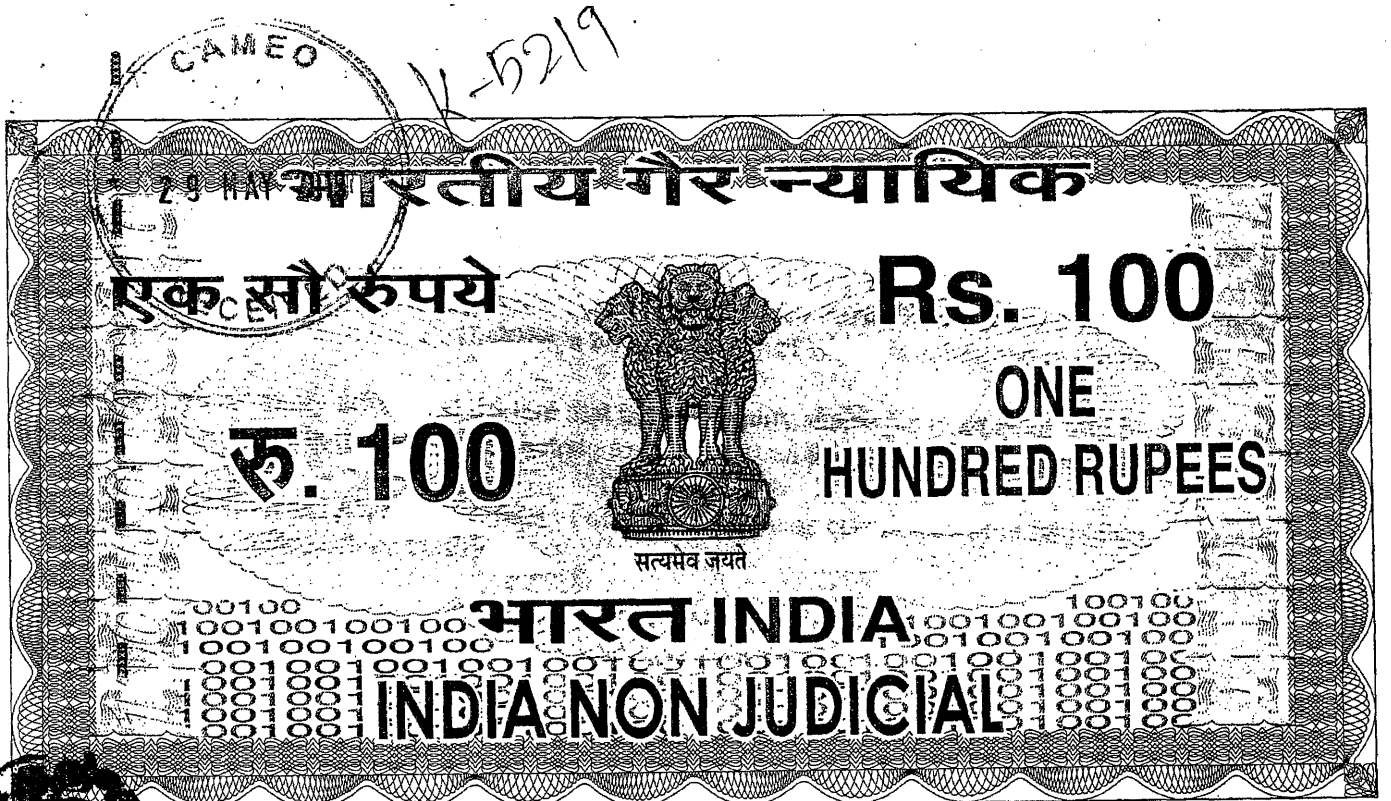 K-5219
CAMEO
29 MAY
भारतीय गैर न्यायिक
एक सौ रुपये
Rs. 100
रु. 100
ONE
HUNDRED RUPEES
सत्यमेव जयते
भारत INDIA
INDIA NON JUDICIAL